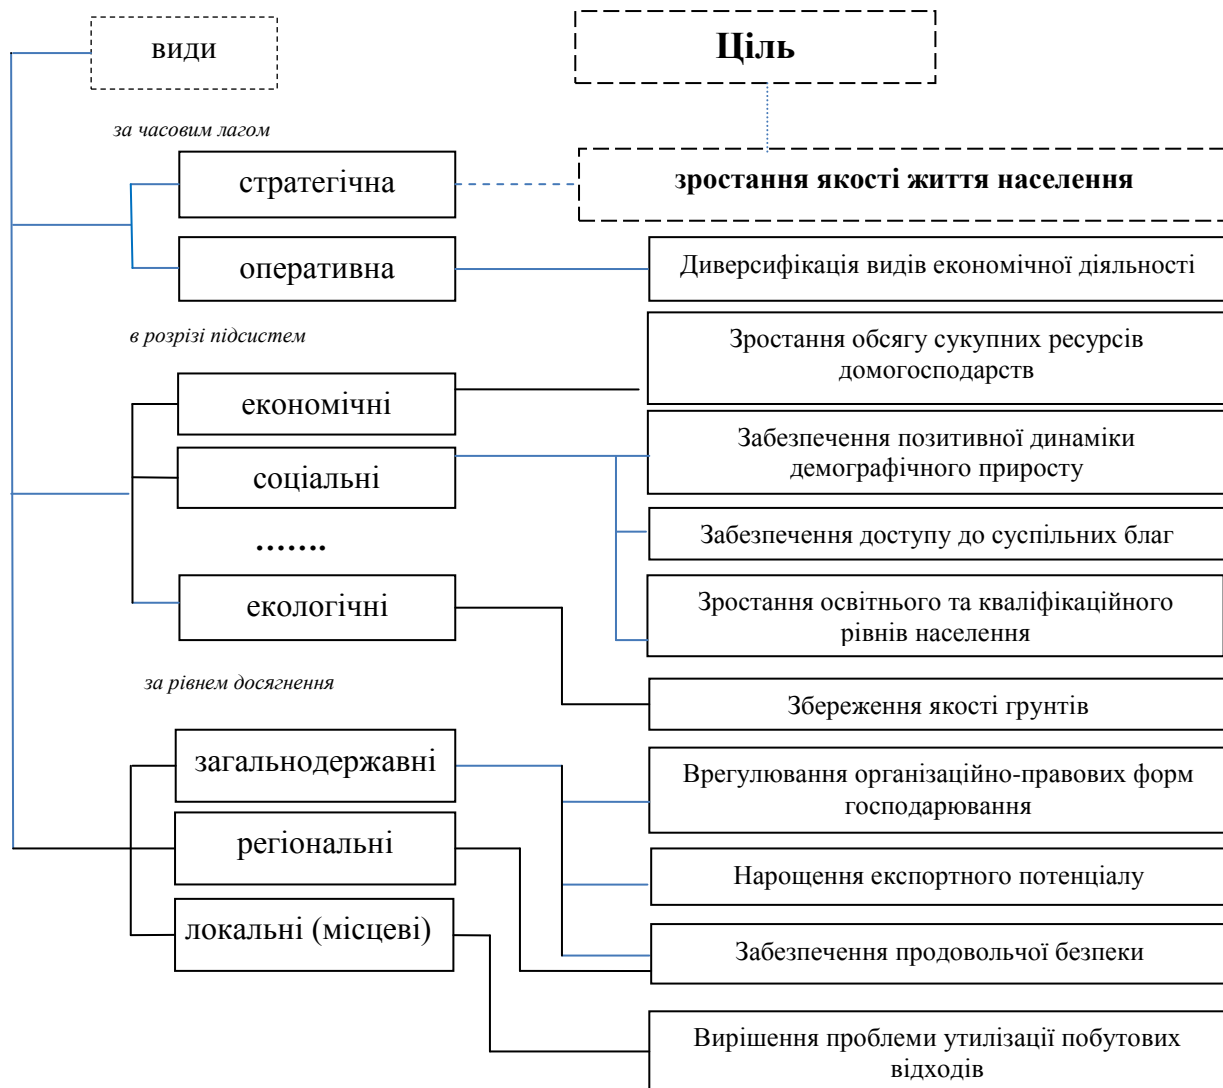 види
Ціль
за часовим лагом
стратегічна
зростання якості життя населення
оперативна
Диверсифікація видів економічної діяльності
в розрізі підсистем
Зростання обсягу сукупних ресурсів
домогосподарств
економічні
Забезпечення позитивної динаміки
демографічного приросту
соціальні
Забезпечення доступу до суспільних благ
.......
екологічні
Зростання освітнього та кваліфікаційного
рівнів населення
за рівнем досягнення
Збереження якості грунтів
загальнодержавні
Врегулювання організаційно-правових форм
господарювання
регіональні
Нарощення експортного потенціалу
локальні (місцеві)
Забезпечення продовольчої безпеки
Вирішення проблеми утилізації побутових
відходів